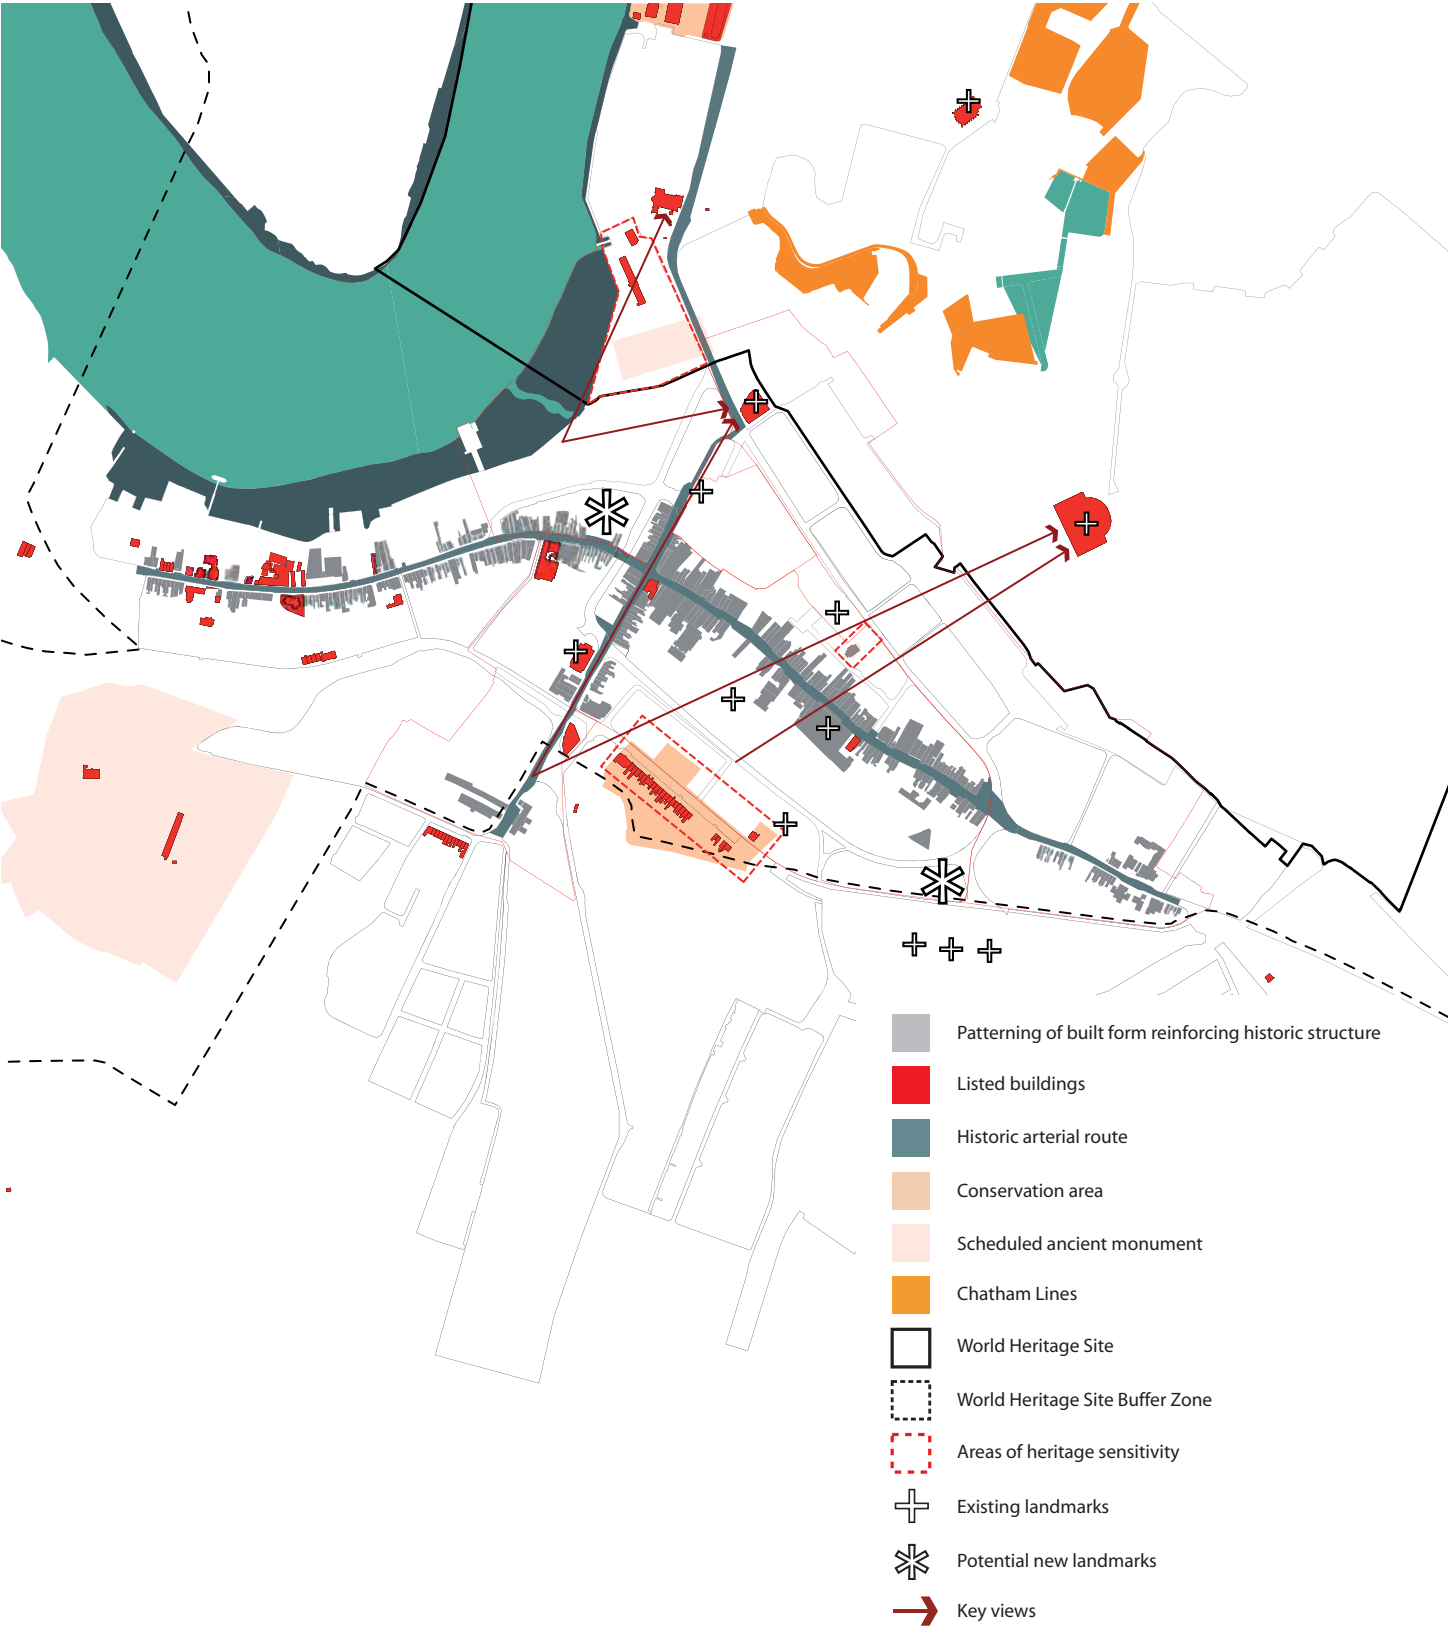 Patterning of built form reinforcing historic structure
Listed buildings
Historic arterial route
Conservation area
Scheduled ancient monument
Chatham Lines
World Heritage Site
World Heritage Site Buffer Zone
Areas of heritage sensitivity
Existing landmarks
Potential new landmarks
Key views